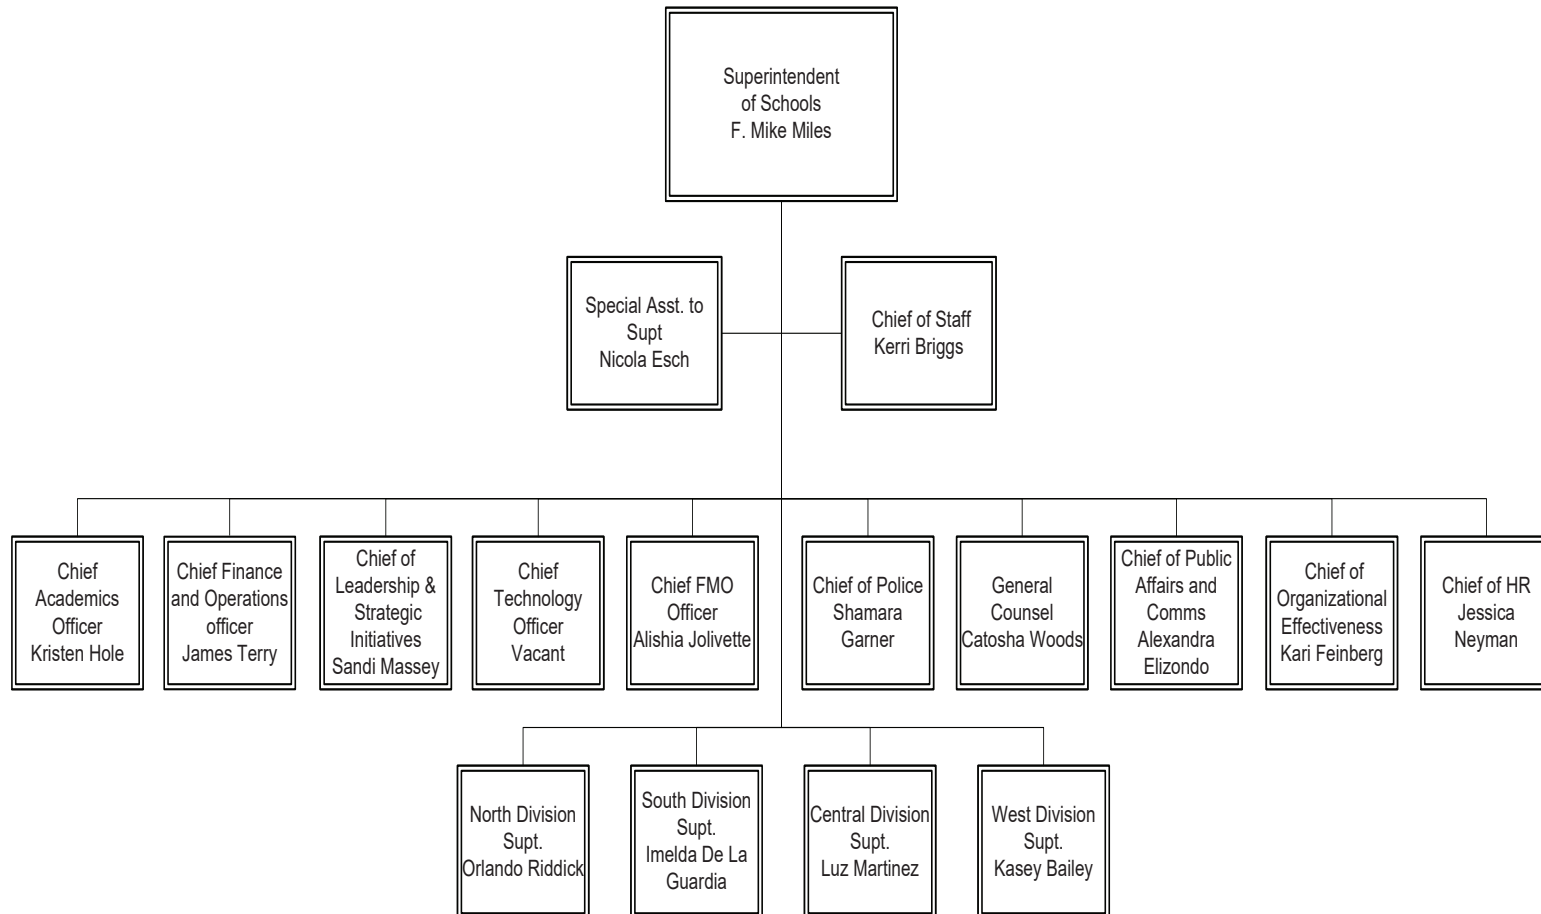 Superintendent
of Schools
F. Mike Miles
Special Asst. to
Supt
Nicola Esch
Chief of Staff
Kerri Briggs
Chief
Academics
Officer
Kristen Hole
Chief Finance
and Operations
officer
James Terry
Chief of
Leadership &
Strategic
Initiatives
Sandi Massey
Chief
Technology
Officer
Vacant
Chief FMO
Officer
Alishia Jolivette
Chief of Police
Shamara
Garner
General
Counsel
Catosha Woods
Chief of Public
Affairs and
Comms
Alexandra
Elizondo
Chief of
Organizational
Effectiveness
Kari Feinberg
Chief of HR
Jessica
Neyman
North Division
Supt.
Orlando Riddick
South Division
Supt.
Imelda De La
Guardia
Central Division
Supt.
Luz Martinez
West Division
Supt.
Kasey Bailey